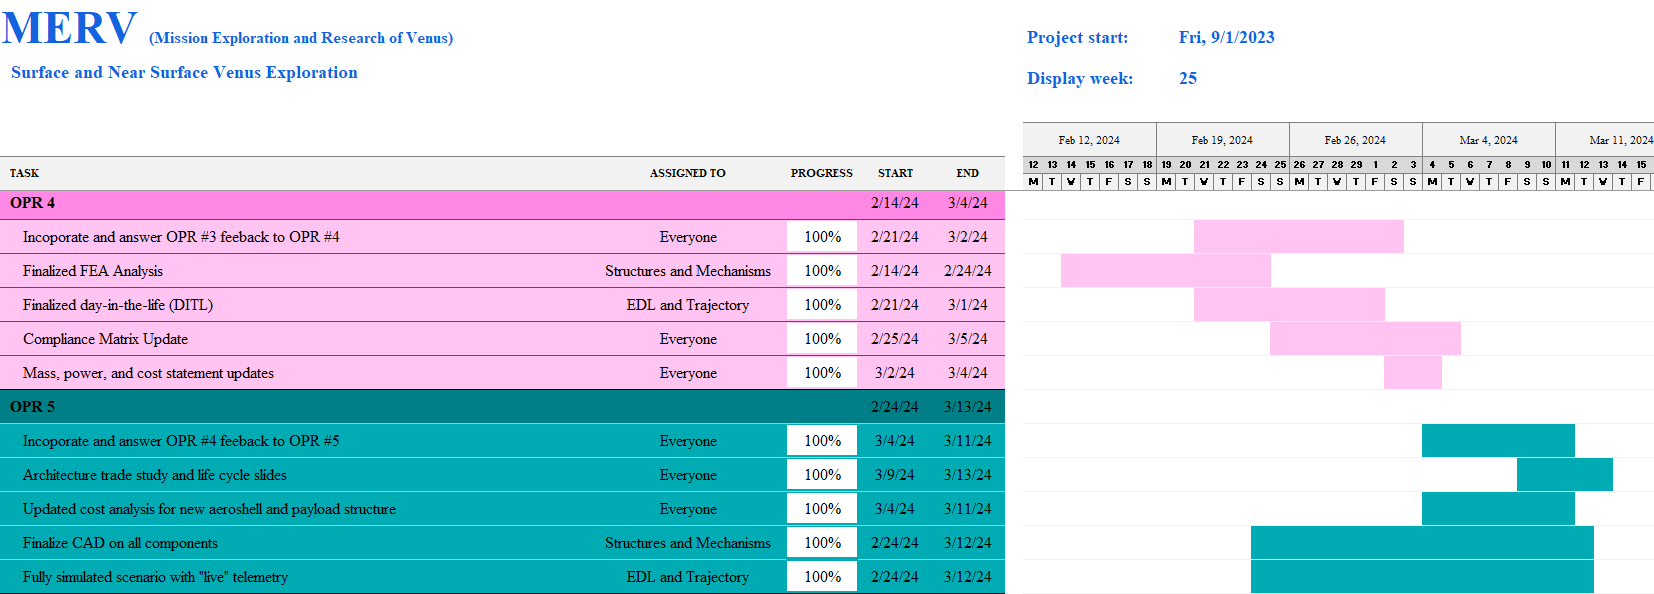 MERV (Mission Exploration and Research of Venus)
Project start: Fri, 9/1/2023
Surface and Near Surface Venus Exploration
Display week: 25
Feb 12, 2024 Feb 19, 2024 Feb 26, 2024 Mar 4, 2024 Mar 11, 2024
12 13 14 15 16 17 18 19 20 21 22 23 24 25 26 27 28 29 1 2 3 4 5 6 7 8 9 10 11 12 13 14 15
TASK ASSIGNED TO PROGRESS START END
M T W T F S S M T W T F S S M T W T F S S M T W T F S S M T W T F
OPR 4 2/14/24 3/4/24
Incoporate and answer OPR #3 feeback to OPR #4 Everyone 100% 2/21/24 3/2/24
Finalized FEA Analysis Structures and Mechanisms 100% 2/14/24 2/24/24
Finalized day-in-the-life (DITL) EDL and Trajectory 100% 2/21/24 3/1/24
Compliance Matrix Update Everyone 100% 2/25/24 3/5/24
Mass, power, and cost statement updates Everyone 100% 3/2/24 3/4/24
OPR 5 2/24/24 3/13/24
Incoporate and answer OPR #4 feeback to OPR #5 Everyone 100% 3/4/24 3/11/24
Architecture trade study and life cycle slides Everyone 100% 3/9/24 3/13/24
Updated cost analysis for new aeroshell and payload structure Everyone 100% 3/4/24 3/11/24
Finalize CAD on all components Structures and Mechanisms 100% 2/24/24 3/12/24
Fully simulated scenario with "live" telemetry EDL and Trajectory 100% 2/24/24 3/12/24